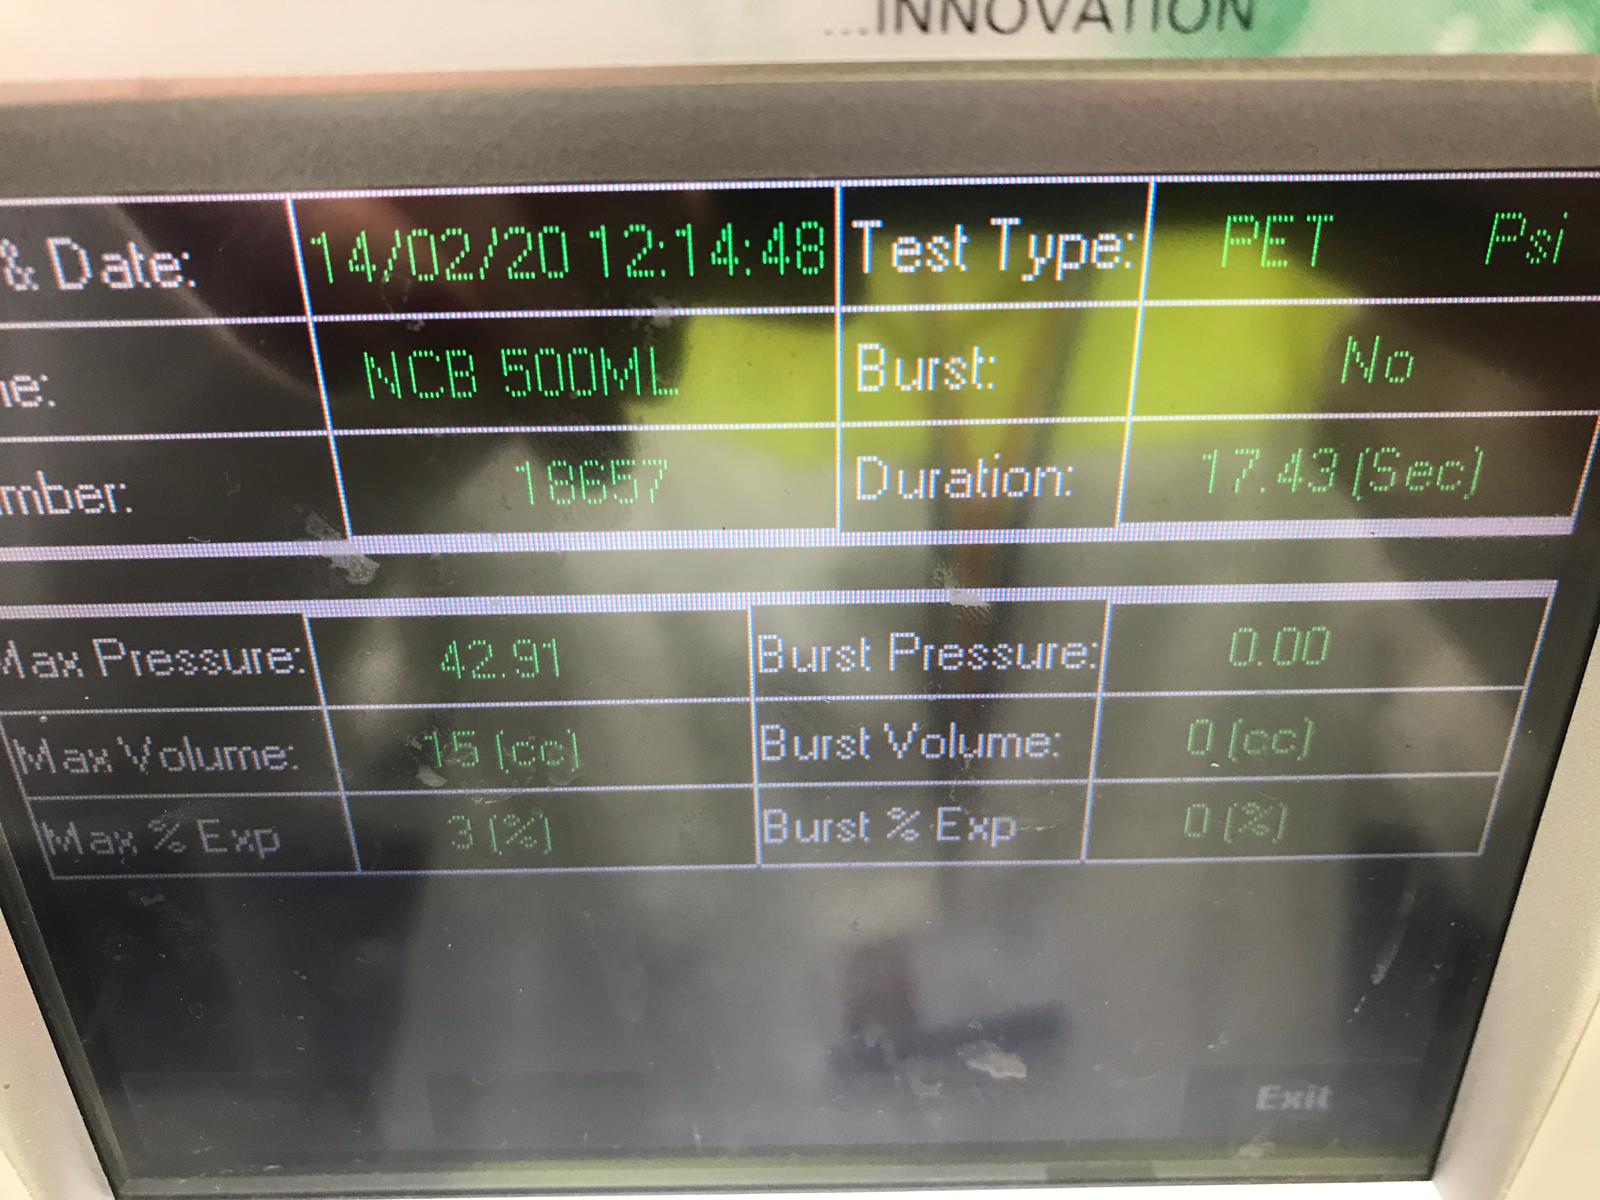 ...INNOVATION
& Date: 14/02/20 12:14:48 Test Type: PET Psi
ne: NCB 500ML Burst: No
mber: 18657 Duration: 17.43 (Sec)
Max Pressure: 42.91 Burst Pressure: 0.00
Max Volume: 15 (cc) Burst Volume: 0 (cc)
Max % Exp 3 (%) Burst % Exp 0 (%)
Exit